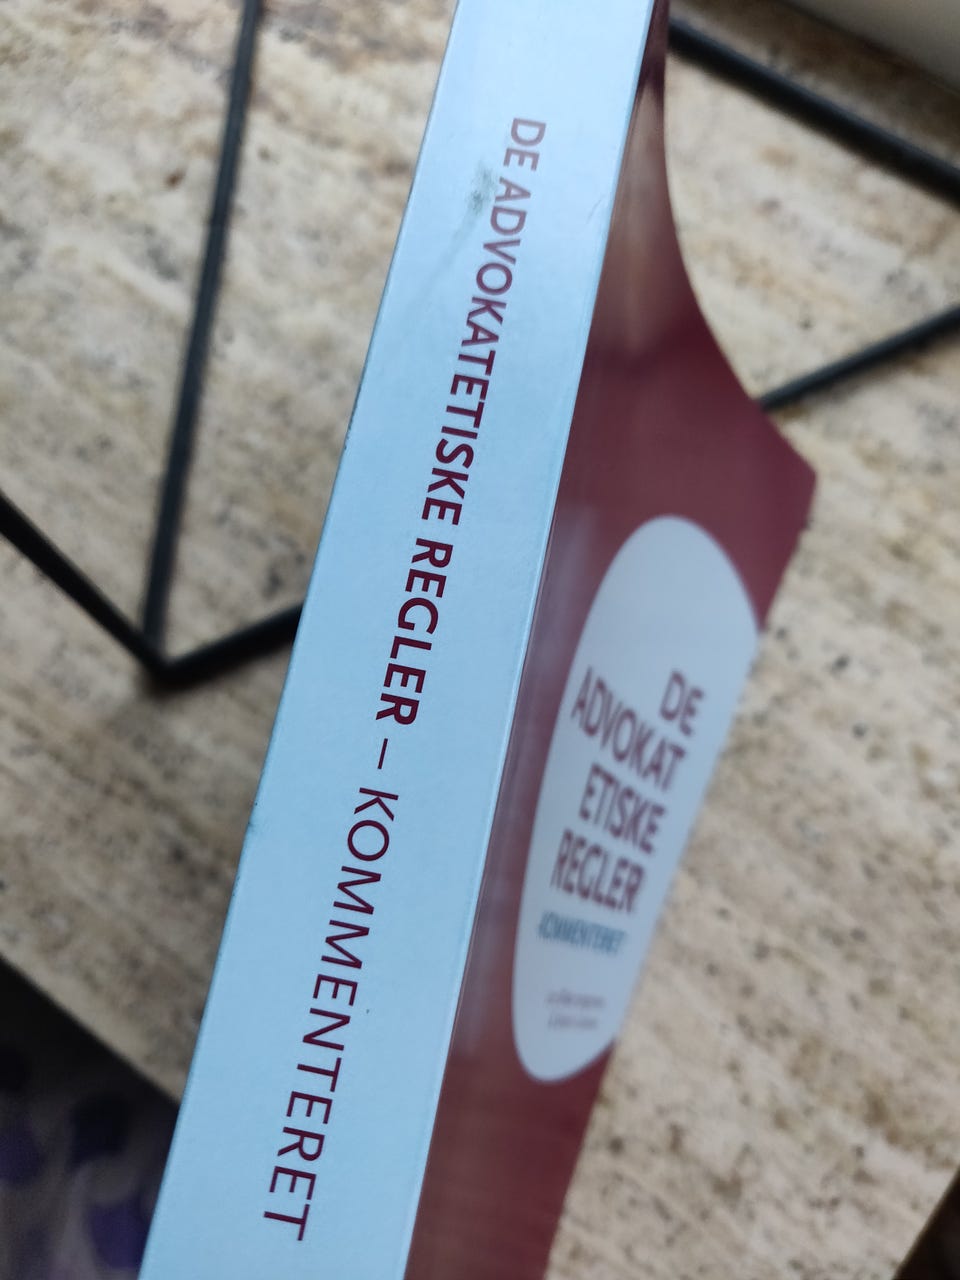 DE ADVOKATETISKE REGLER – KOMMENTERET
DE
ADVOKAT
ETISKE
REGLER
KOMMENTERET